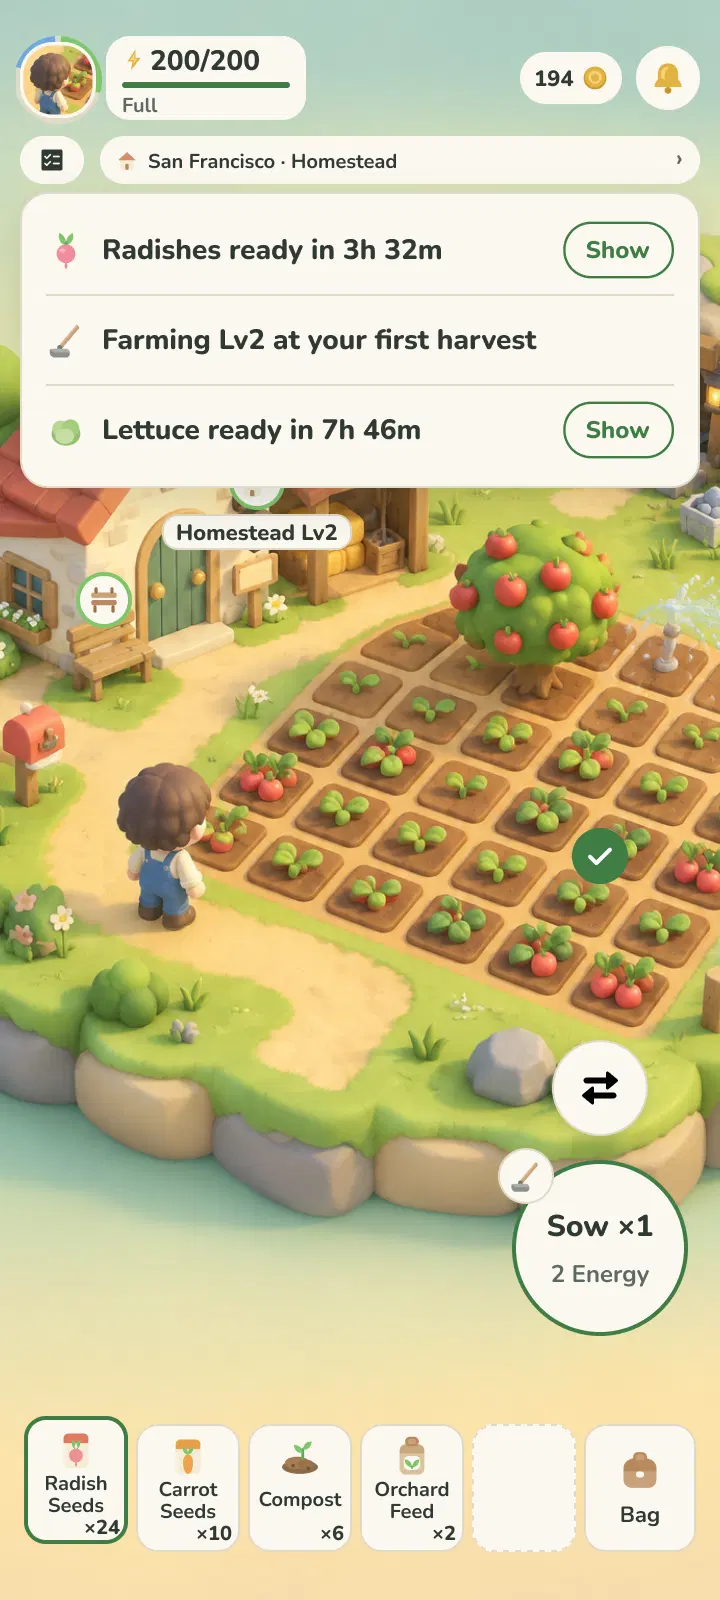 200/200
Full
194
San Francisco · Homestead
Radishes ready in 3h 32m
Show
Farming Lv2 at your first harvest
Lettuce ready in 7h 46m
Show
Homestead Lv2
Sow ×1
2 Energy
Radish
Seeds
×24
Carrot
Seeds
×10
Compost
×6
Orchard
Feed
×2
Bag